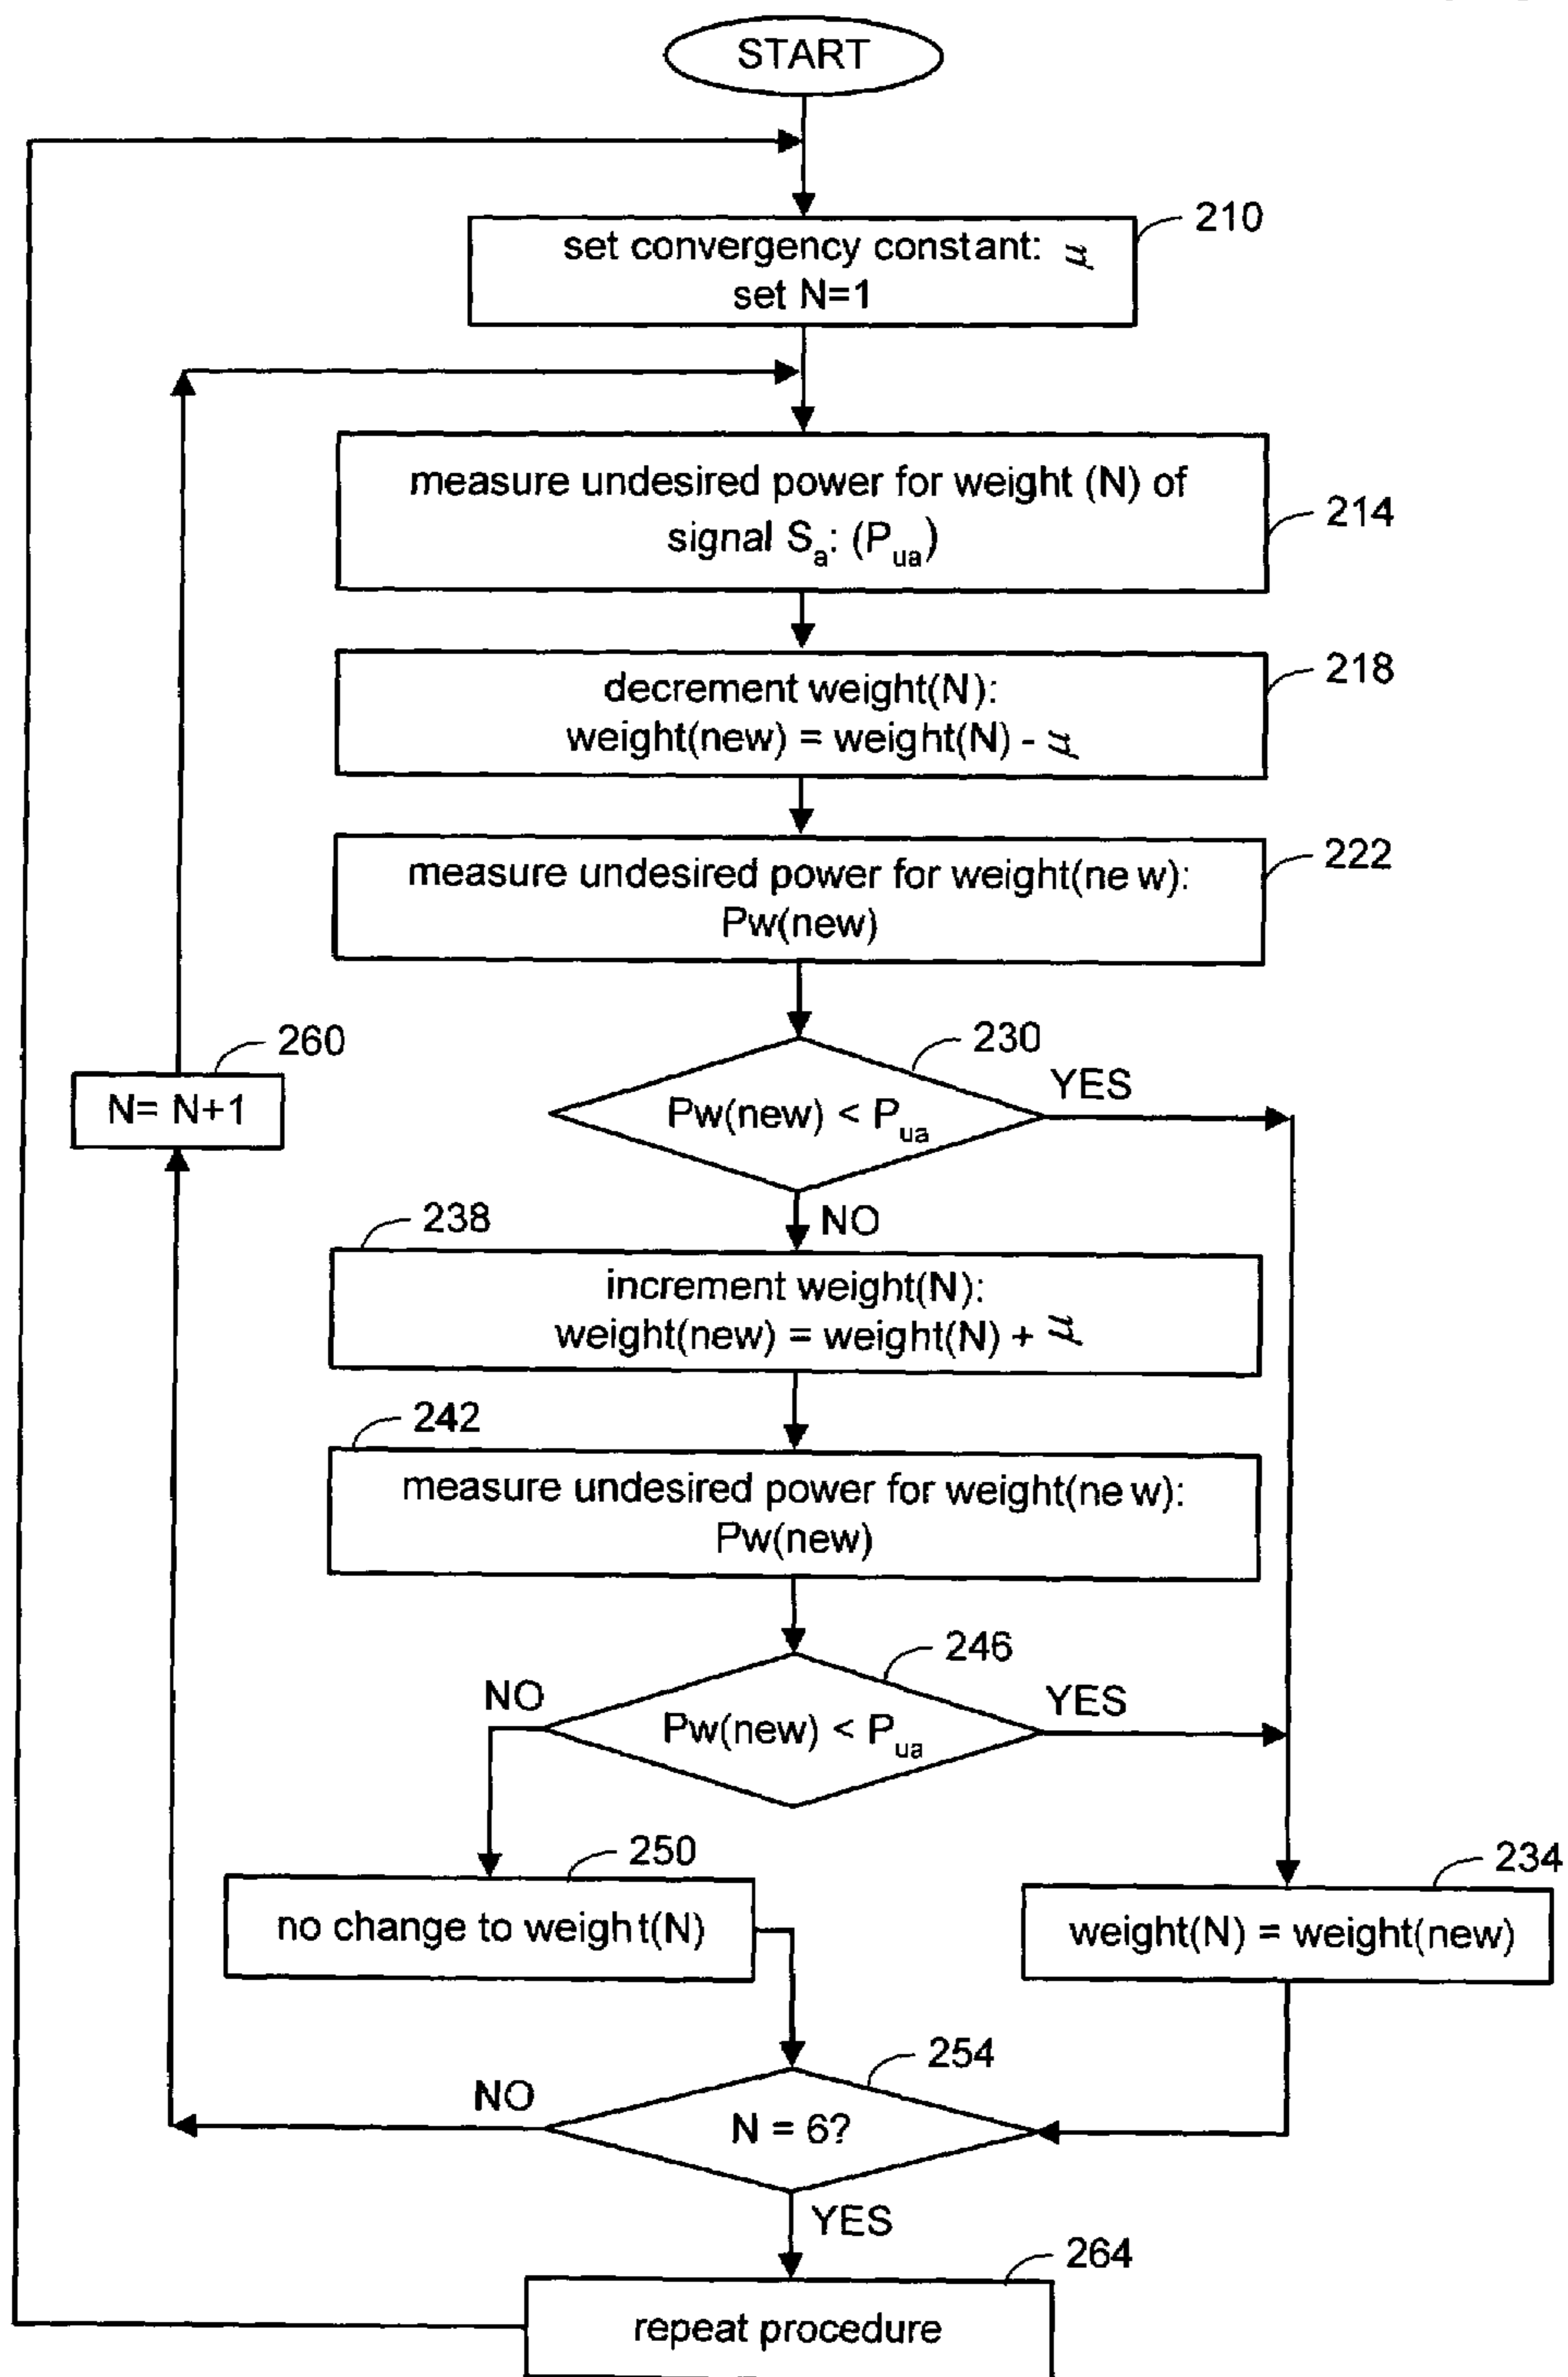 START
210
set convergency constant: μ
set N=1
measure undesired power for weight (N) of
signal Sa: (Pua)
214
218
decrement weight(N):
weight(new) = weight(N) - μ
222
measure undesired power for weight(new):
Pw(new)
260
N= N+1
230
YES
Pw(new) < Pua
NO
238
increment weight(N):
weight(new) = weight(N) + μ
242
measure undesired power for weight(new):
Pw(new)
246
NO
YES
Pw(new) < Pua
250
no change to weight(N)
234
weight(N) = weight(new)
254
NO
N = 6?
YES
264
repeat procedure